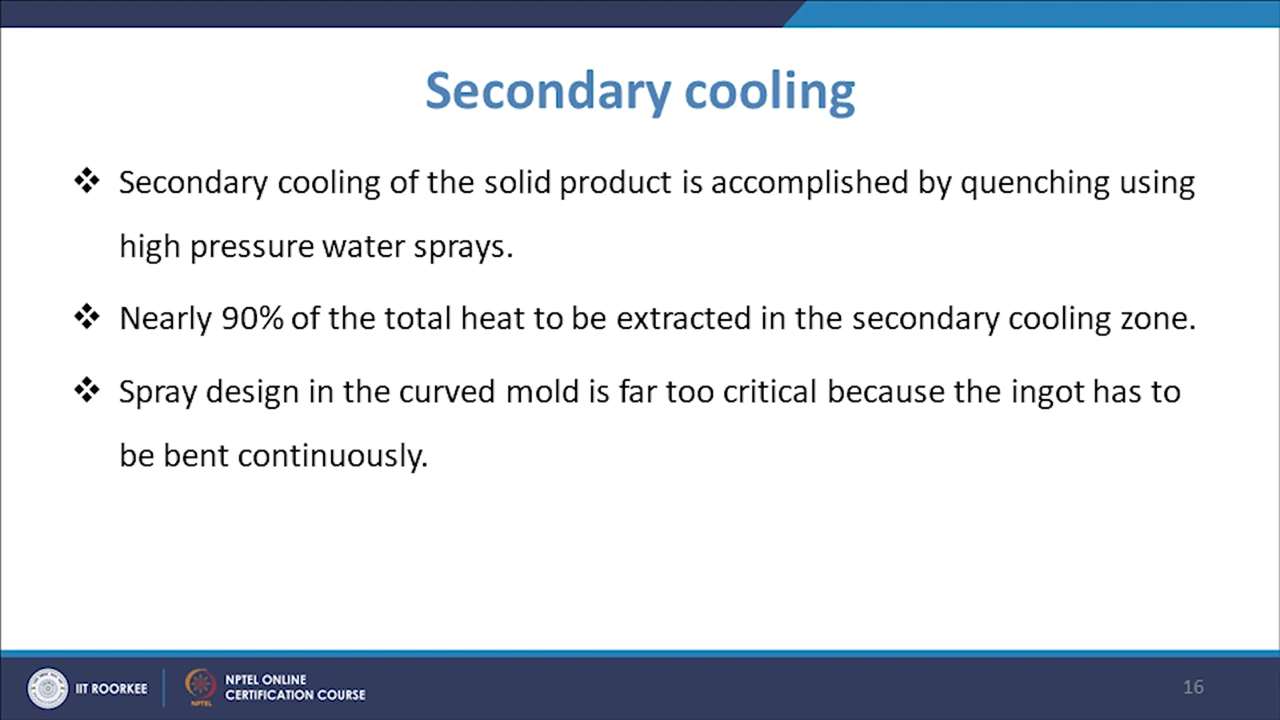 Secondary cooling
❖ Secondary cooling of the solid product is accomplished by quenching using
high pressure water sprays.
❖ Nearly 90% of the total heat to be extracted in the secondary cooling zone.
❖ Spray design in the curved mold is far too critical because the ingot has to
be bent continuously.
IIT ROORKEE
NPTEL
NPTEL ONLINE
CERTIFICATION COURSE
16